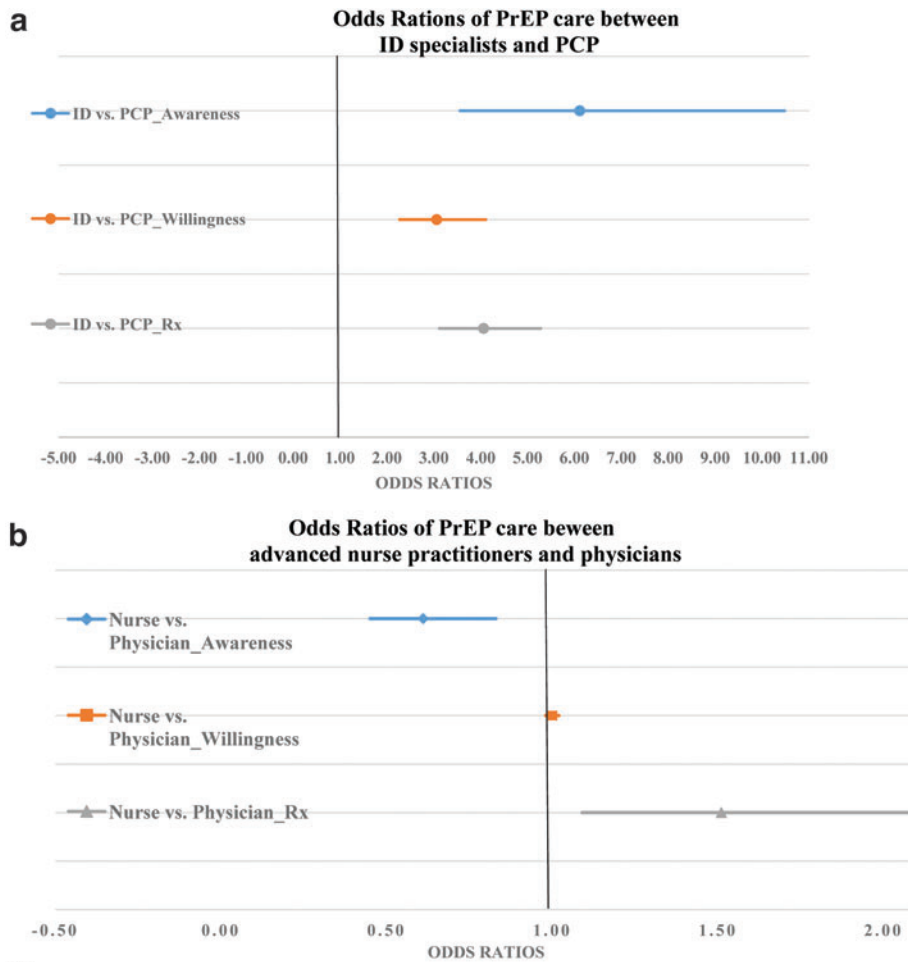 a
Odds Rations of PrEP care between
ID specialists and PCP
ID vs. PCP_Awareness
ID vs. PCP_Willingness
ID vs. PCP_Rx
-5.00 -4.00 -3.00 -2.00 -1.00 0.00 1.00 2.00 3.00 4.00 5.00 6.00 7.00 8.00 9.00 10.00 11.00
ODDS RATIOS
b
Odds Ratios of PrEP care beween
advanced nurse practitioners and physicians
Nurse vs.
Physician_Awareness
Nurse vs.
Physician_Willingness
Nurse vs. Physician_Rx
-0.50 0.00 0.50 1.00 1.50 2.00
ODDS RATIOS